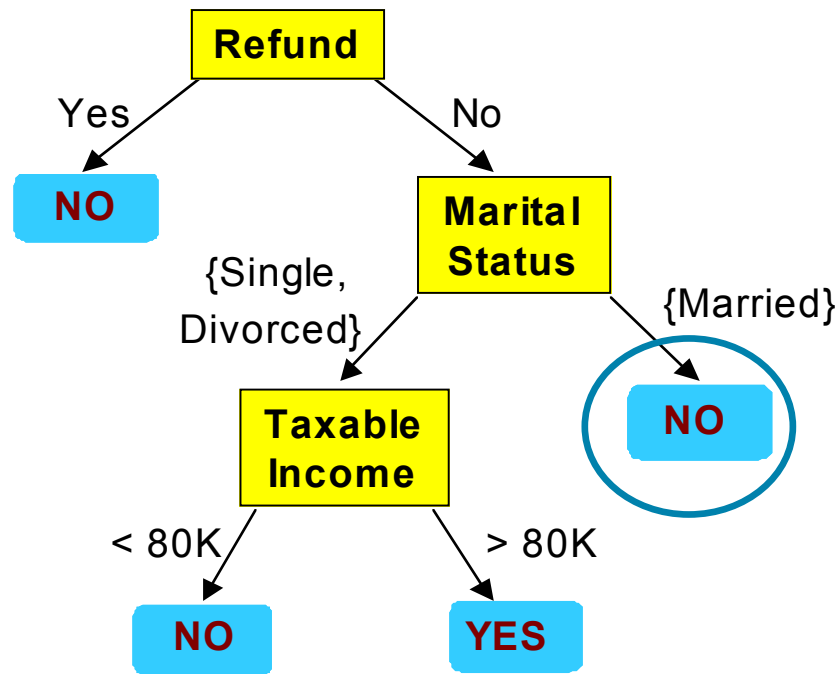 Refund
Yes
No
NO
Marital
Status
{Single,
Divorced}
{Married}
NO
Taxable
Income
< 80K
> 80K
NO
YES